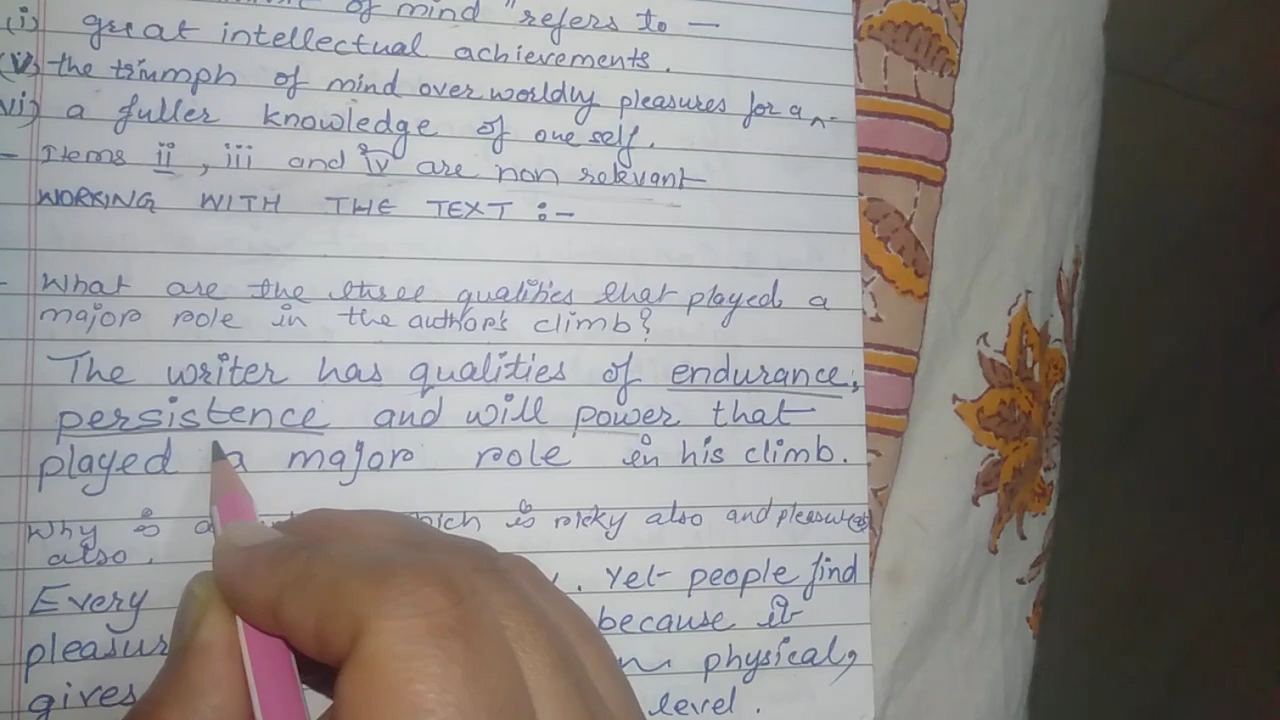 of mind "refers to —
(i) great intellectual achievements.
(v) the triumph of mind over worldly pleasures for a
vi) a fuller knowledge of oneself.
- Items ii, iii and iv are non relevant
WORKING WITH THE TEXT :-
- What are the three qualities that played a
major role in the author's climb?
The writer has qualities of endurance,
persistence and will power that
played a major role in his climb.
Why is a which is risky also and
also.
Every . Yet people find
because it
physical,
gives level.